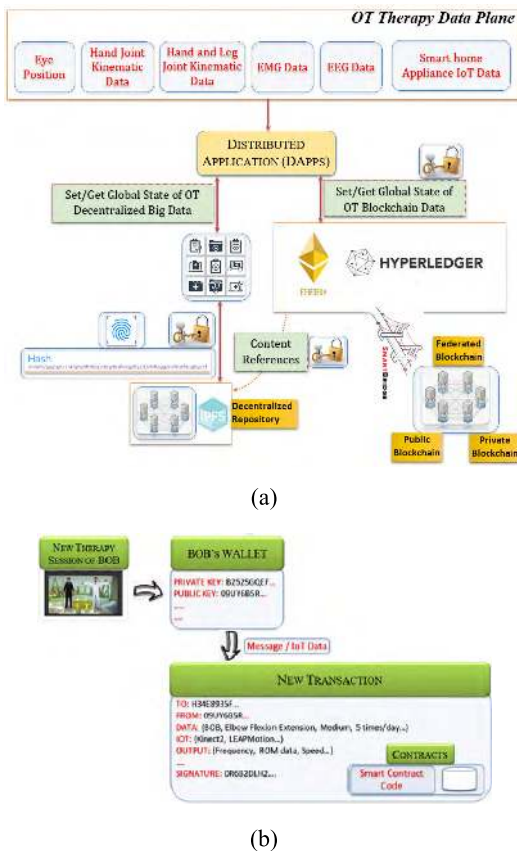 OT Therapy Data Plane
Eye
Position
Hand Joint
Kinematic
Data
Hand and Leg
Joint Kinematic
Data
EMG Data
EEG Data
Smart home
Appliance IoT Data
DISTRIBUTED
APPLICATION (DAPPS)
Set/Get Global State of OT
Decentralized Big Data
Set/Get Global State of
OT Blockchain Data
HYPERLEDGER
Hash
Content
References
SMARTBRIDGE
Federated
Blockchain
IPFS
Decentralized
Repository
Public
Blockchain
Private
Blockchain
(a)
NEW THERAPY
SESSION OF BOB
BOB'S WALLET
PRIVATE KEY:
PUBLIC KEY:
....
Message / IoT Data
NEW TRANSACTION
TO:
FROM:
DATA: (BOB, Elbow Flexion Extension, Medium, 5 times/day...)
IOT: (Kinect2, LEAPMotion...)
OUTPUT: (Frequency, ROM data, Speed...)
....
CONTRACTS
Smart Contract
Code
SIGNATURE:
(b)